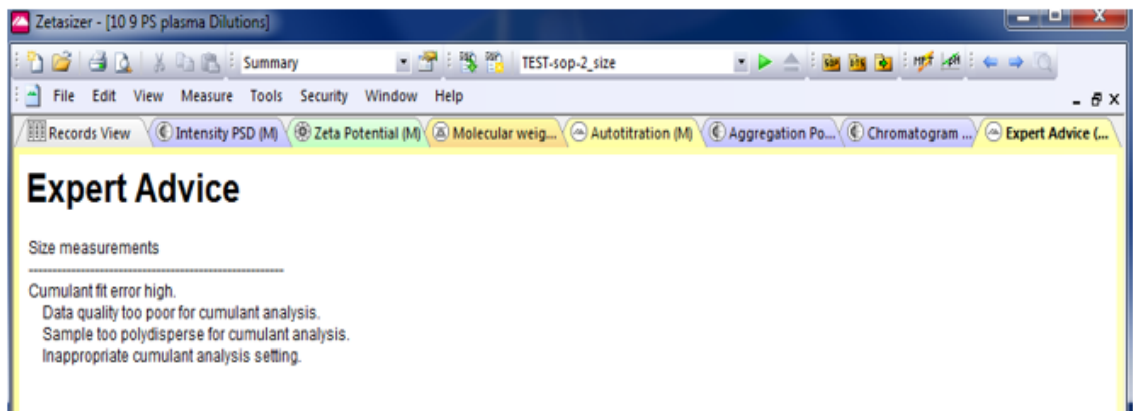 Zetasizer - [10 9 PS plasma Dilutions]
Summary TEST-sop-2_size
File Edit View Measure Tools Security Window Help
Records View Intensity PSD (M) Zeta Potential (M) Molecular weig... Autotitration (M) Aggregation Po... Chromatogram ... Expert Advice (...
Expert Advice
Size measurements
Cumulant fit error high.
Data quality too poor for cumulant analysis.
Sample too polydisperse for cumulant analysis.
Inappropriate cumulant analysis setting.